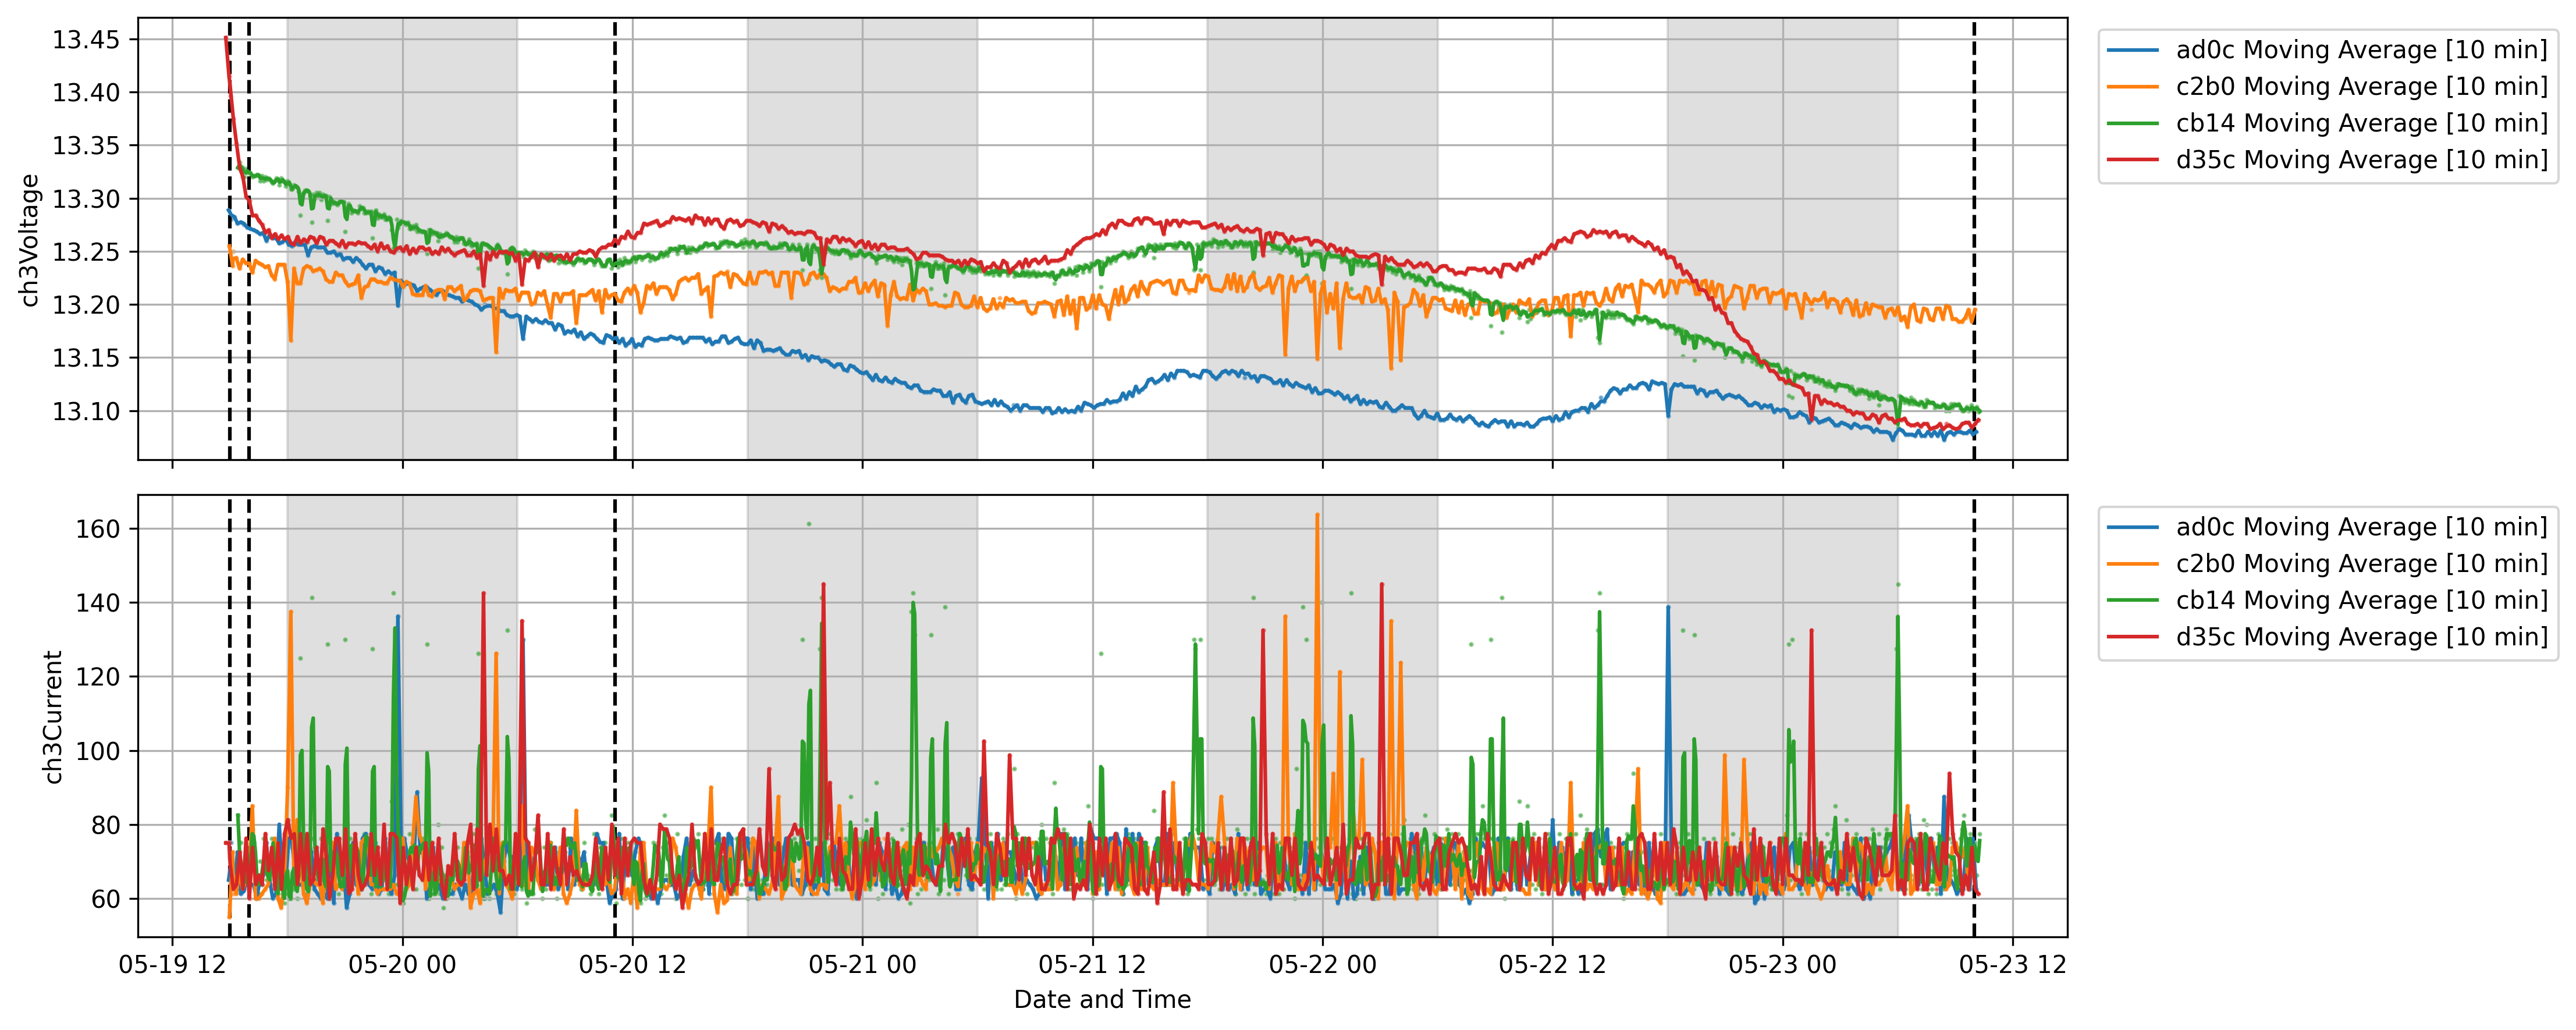 13.45
13.40
13.35
13.30
13.25
13.20
13.15
13.10
ch3Voltage
ad0c Moving Average [10 min]
c2b0 Moving Average [10 min]
cb14 Moving Average [10 min]
d35c Moving Average [10 min]
160
140
120
100
80
60
ch3Current
ad0c Moving Average [10 min]
c2b0 Moving Average [10 min]
cb14 Moving Average [10 min]
d35c Moving Average [10 min]
05-19 12 05-20 00 05-20 12 05-21 00 05-21 12 05-22 00 05-22 12 05-23 00 05-23 12
Date and Time